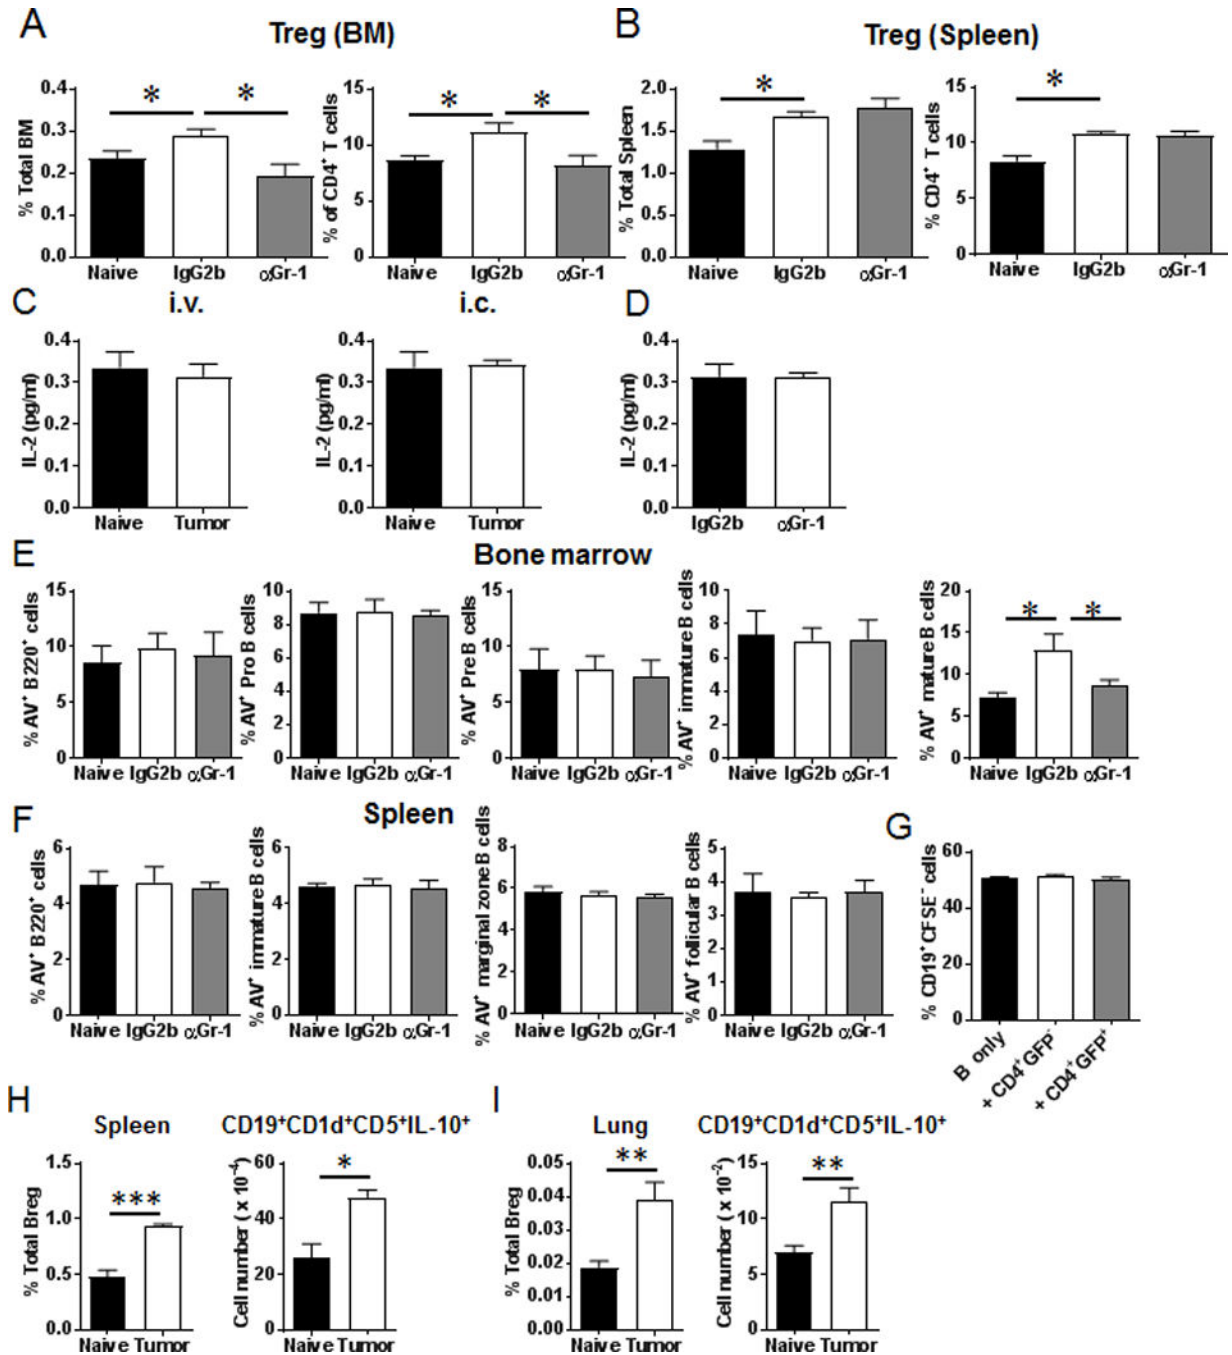 A
Treg (BM)
B
Treg (Spleen)
% Total BM
0.4
0.3
0.2
0.1
0.0
* *
Naive IgG2b αGr-1
% of CD4⁺ T cells
15
10
5
0
* *
Naive IgG2b αGr-1
% Total Spleen
2.0
1.5
1.0
0.5
0.0
*
Naive IgG2b αGr-1
% CD4⁺ T cells
15
10
5
0
*
Naive IgG2b αGr-1
C
i.v.
i.c.
D
IL-2 (pg/ml)
0.4
0.3
0.2
0.1
0.0
Naive Tumor
IL-2 (pg/ml)
0.4
0.3
0.2
0.1
0.0
Naive Tumor
IL-2 (pg/ml)
0.4
0.3
0.2
0.1
0.0
IgG2b αGr-1
E
Bone marrow
% AV⁺ B220⁺ cells
15
10
5
0
Naive IgG2b αGr-1
% AV⁺ Pro B cells
10
8
6
4
2
0
Naive IgG2b αGr-1
% AV⁺ Pre B cells
15
10
5
0
Naive IgG2b αGr-1
% AV⁺ immature B cells
10
8
6
4
2
0
Naive IgG2b αGr-1
% AV⁺ mature B cells
20
15
10
5
0
* *
Naive IgG2b αGr-1
F
Spleen
G
% AV⁺ B220⁺ cells
6
4
2
0
Naive IgG2b αGr-1
% AV⁺ immature B cells
6
4
2
0
Naive IgG2b αGr-1
% AV⁺ marginal zone B cells
8
6
4
2
0
Naive IgG2b αGr-1
% AV⁺ follicular B cells
5
4
3
2
1
0
Naive IgG2b αGr-1
% CD19⁺CFSE⁻ cells
60
40
20
0
B only
+ CD4⁺GFP⁻
+ CD4⁺GFP⁺
H
Spleen
CD19⁺CD1d⁺CD5⁺IL-10⁺
I
Lung
CD19⁺CD1d⁺CD5⁺IL-10⁺
% Total Breg
1.5
1.0
0.5
0.0
***
Naive Tumor
Cell number ( x 10⁻⁴)
60
40
20
0
*
Naive Tumor
% Total Breg
0.05
0.04
0.03
0.02
0.01
0.00
**
Naive Tumor
Cell number ( x 10⁻²)
15
10
5
0
**
Naive Tumor